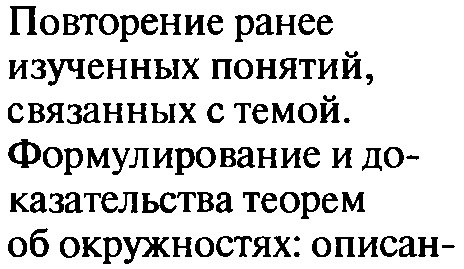 Повторение ранее
изученных понятий,
связанных с темой.
Формулирование и до-
казательства теорем
об окружностях: описан-